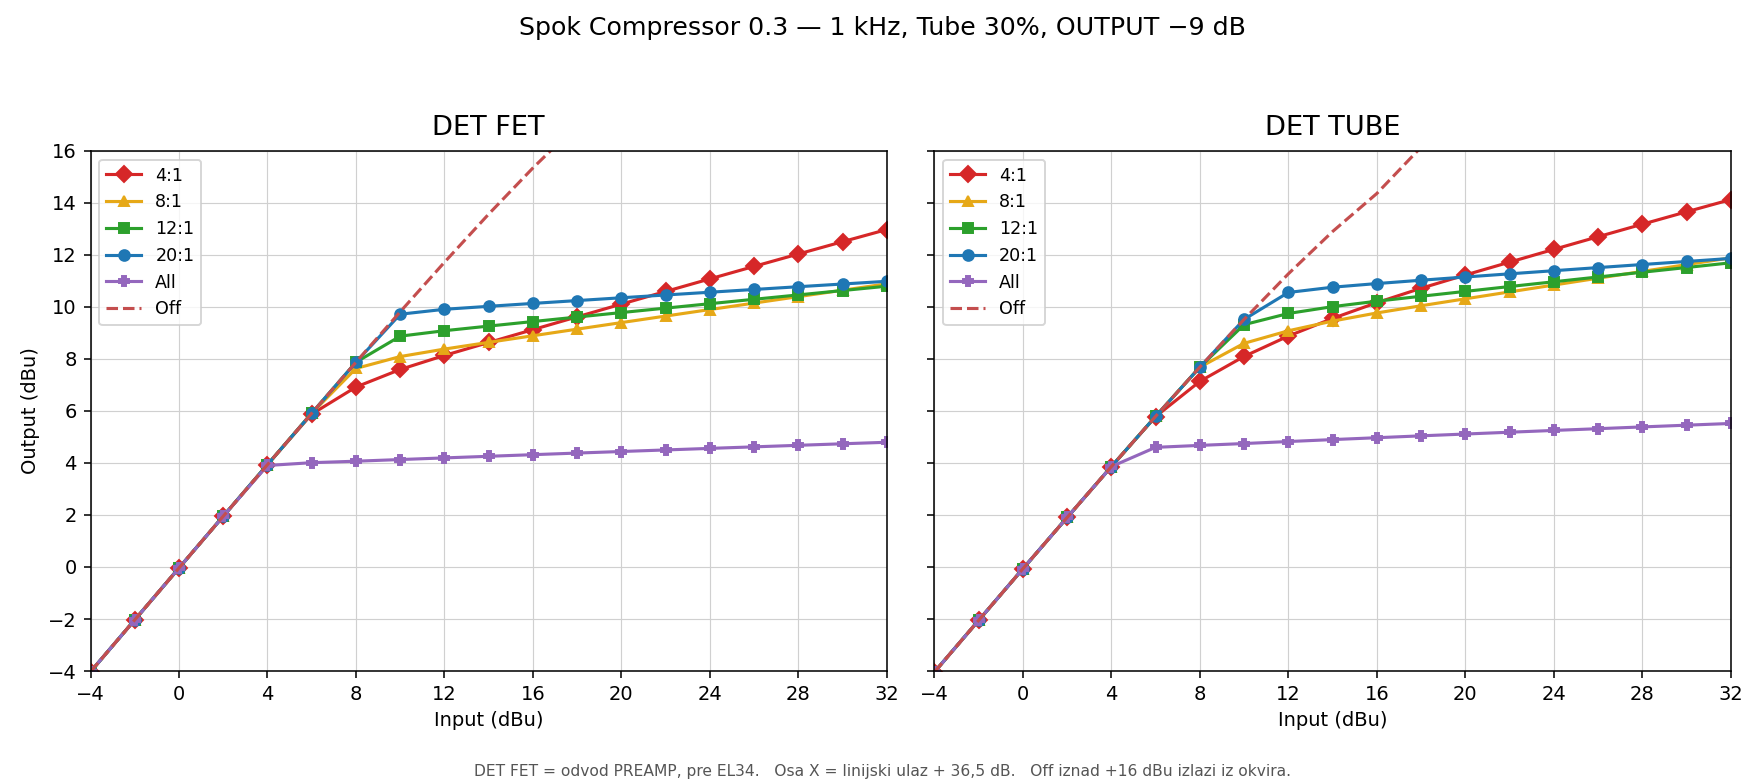 Spok Compressor 0.3 — 1 kHz, Tube 30%, OUTPUT −9 dB
DET FET
16
14
12
10
8
6
4
2
0
−2
−4
Output (dBu)
4:1
8:1
12:1
20:1
All
Off
−4 0 4 8 12 16 20 24 28 32
Input (dBu)
DET TUBE
4:1
8:1
12:1
20:1
All
Off
−4 0 4 8 12 16 20 24 28 32
Input (dBu)
DET FET = odvod PREAMP, pre EL34. Osa X = linijski ulaz + 36,5 dB. Off iznad +16 dBu izlazi iz okvira.